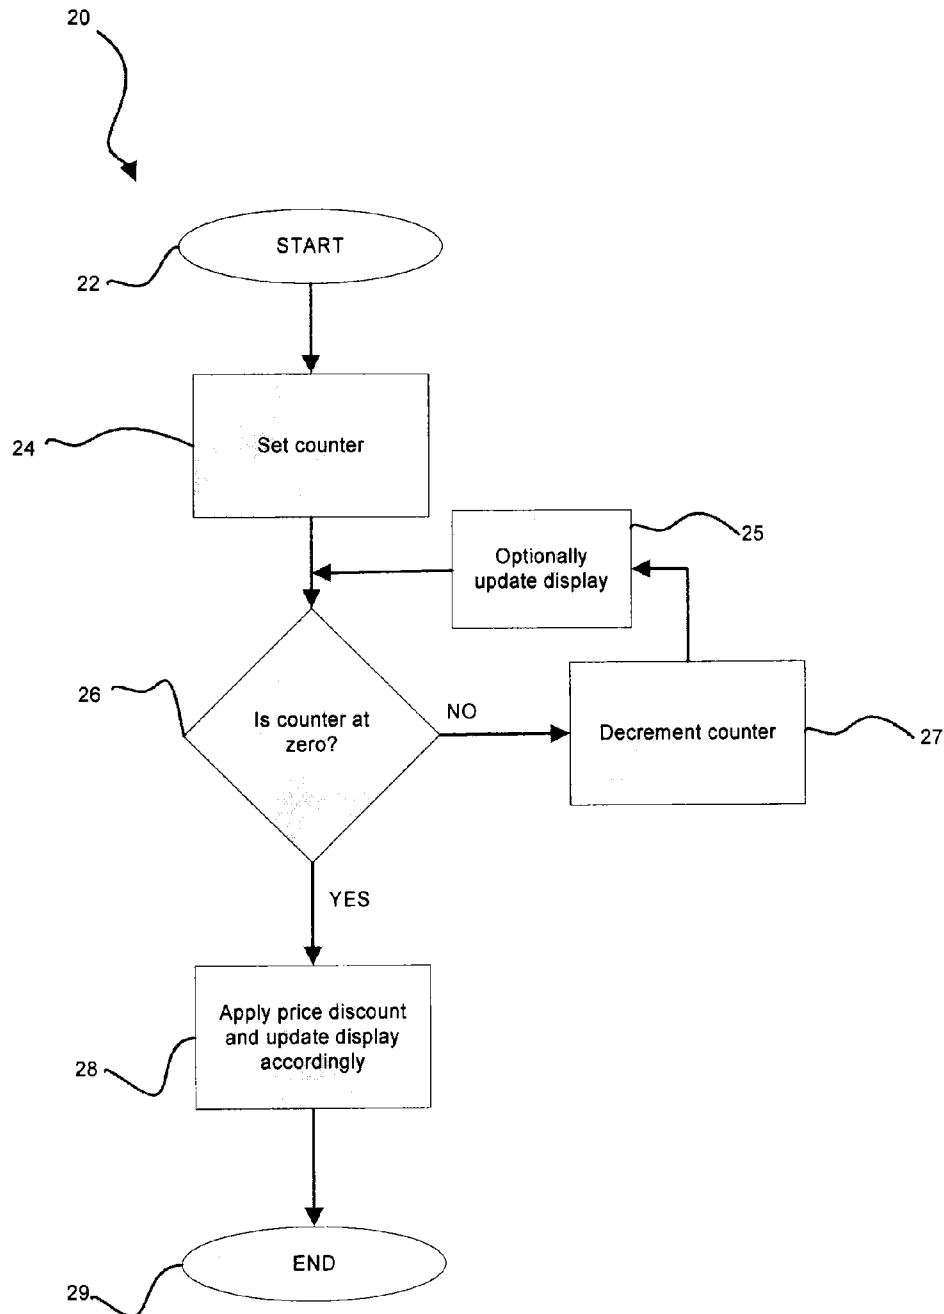 20
START
22
Set counter
24
25
Optionally
update display
26
Is counter at
zero?
NO
Decrement counter
27
YES
Apply price discount
and update display
accordingly
28
END
29